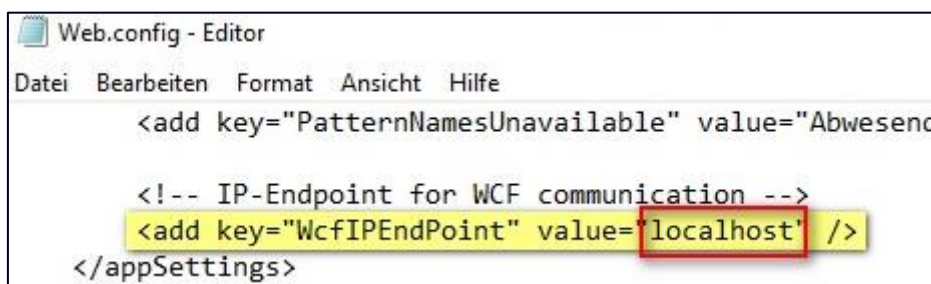 Web.config - Editor
Datei Bearbeiten Format Ansicht Hilfe
<add key="PatternNamesUnavailable" value="Abwesend
<!-- IP-Endpoint for WCF communication -->
<add key="WcfIPEndPoint" value="localhost" />
</appSettings>